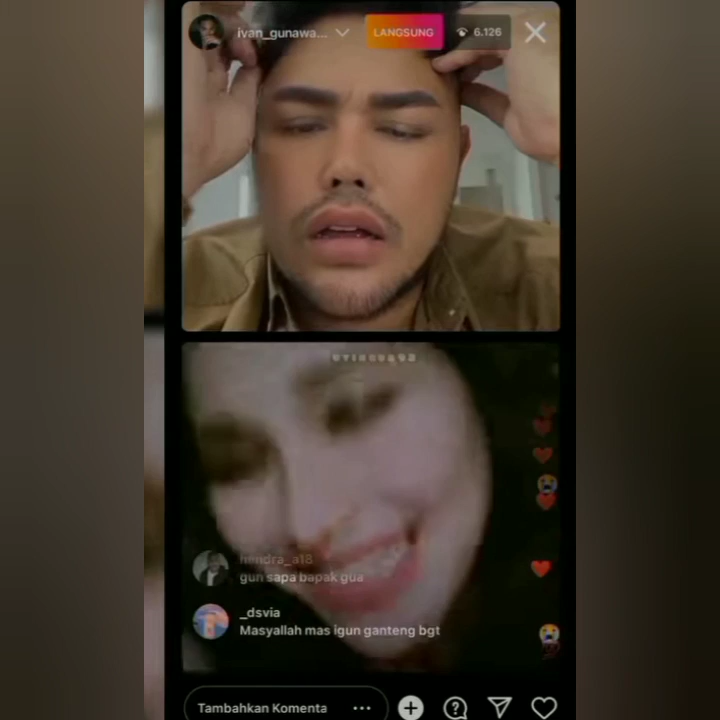 ivan_gunawa...
LANGSUNG
6.126
hendra_a18
gun sapa bapak gua
_dsvia
Masyallah mas igun ganteng bgt
Tambahkan Komenta